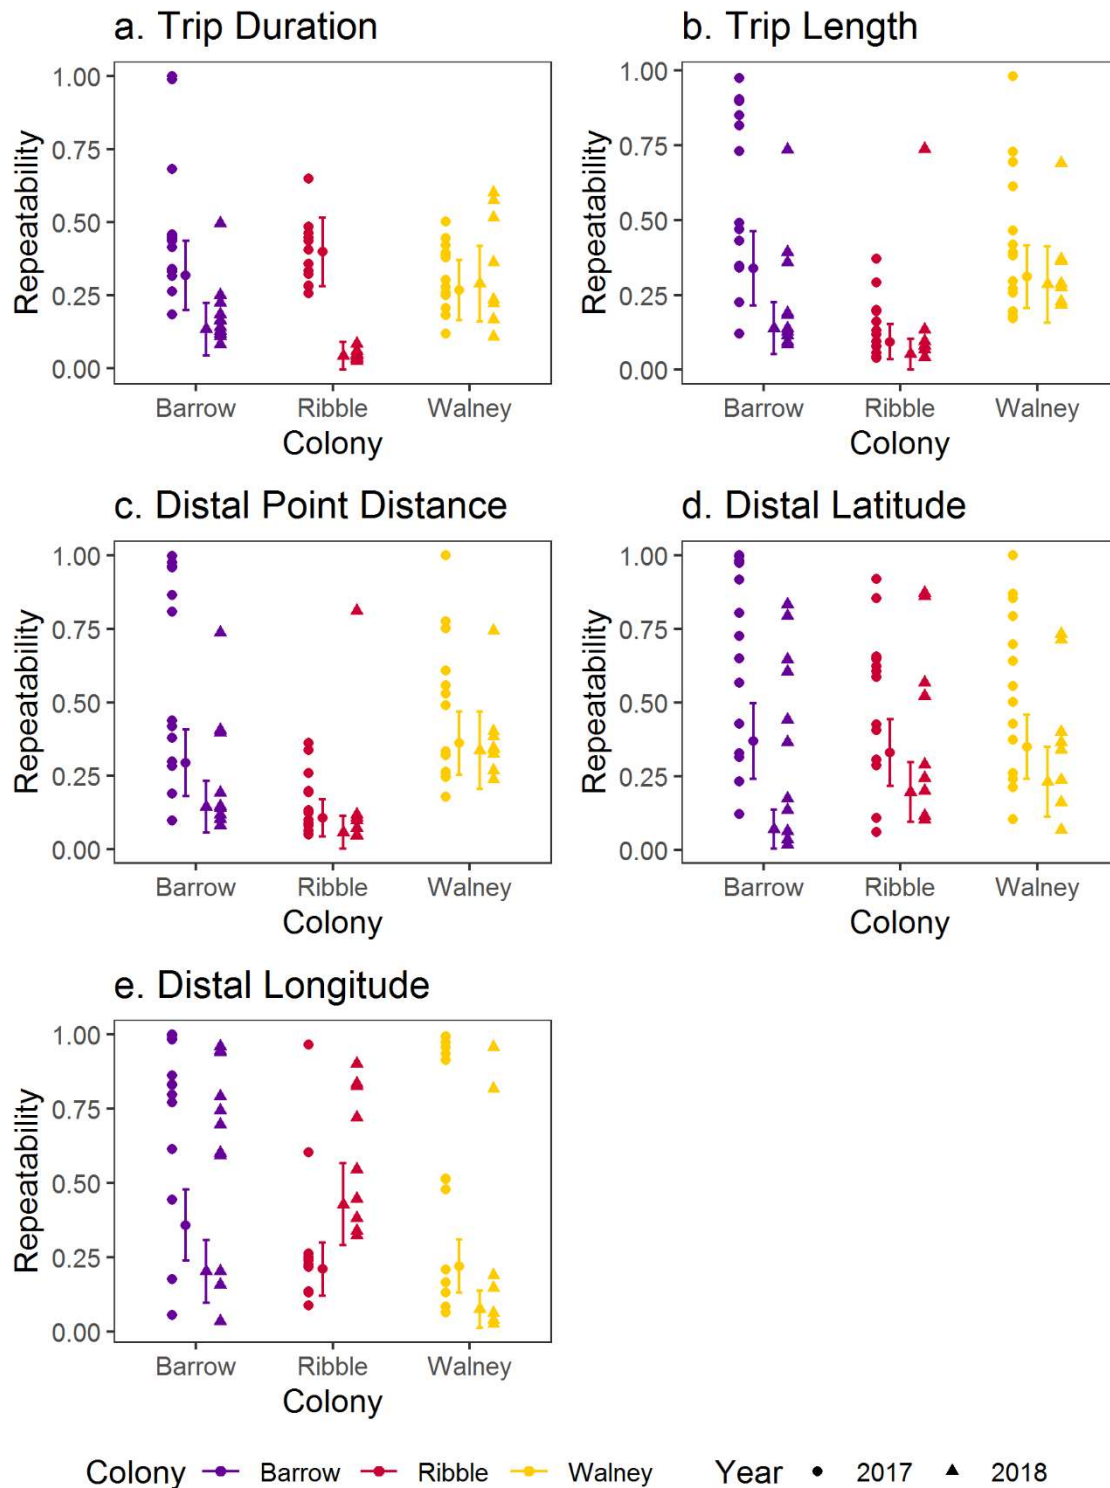 a. Trip Duration
Repeatability
1.00
0.75
0.50
0.25
0.00
Barrow Ribble Walney
Colony
b. Trip Length
Repeatability
1.00
0.75
0.50
0.25
0.00
Barrow Ribble Walney
Colony
c. Distal Point Distance
Repeatability
1.00
0.75
0.50
0.25
0.00
Barrow Ribble Walney
Colony
d. Distal Latitude
Repeatability
1.00
0.75
0.50
0.25
0.00
Barrow Ribble Walney
Colony
e. Distal Longitude
Repeatability
1.00
0.75
0.50
0.25
0.00
Barrow Ribble Walney
Colony
Colony Barrow Ribble Walney Year 2017 2018